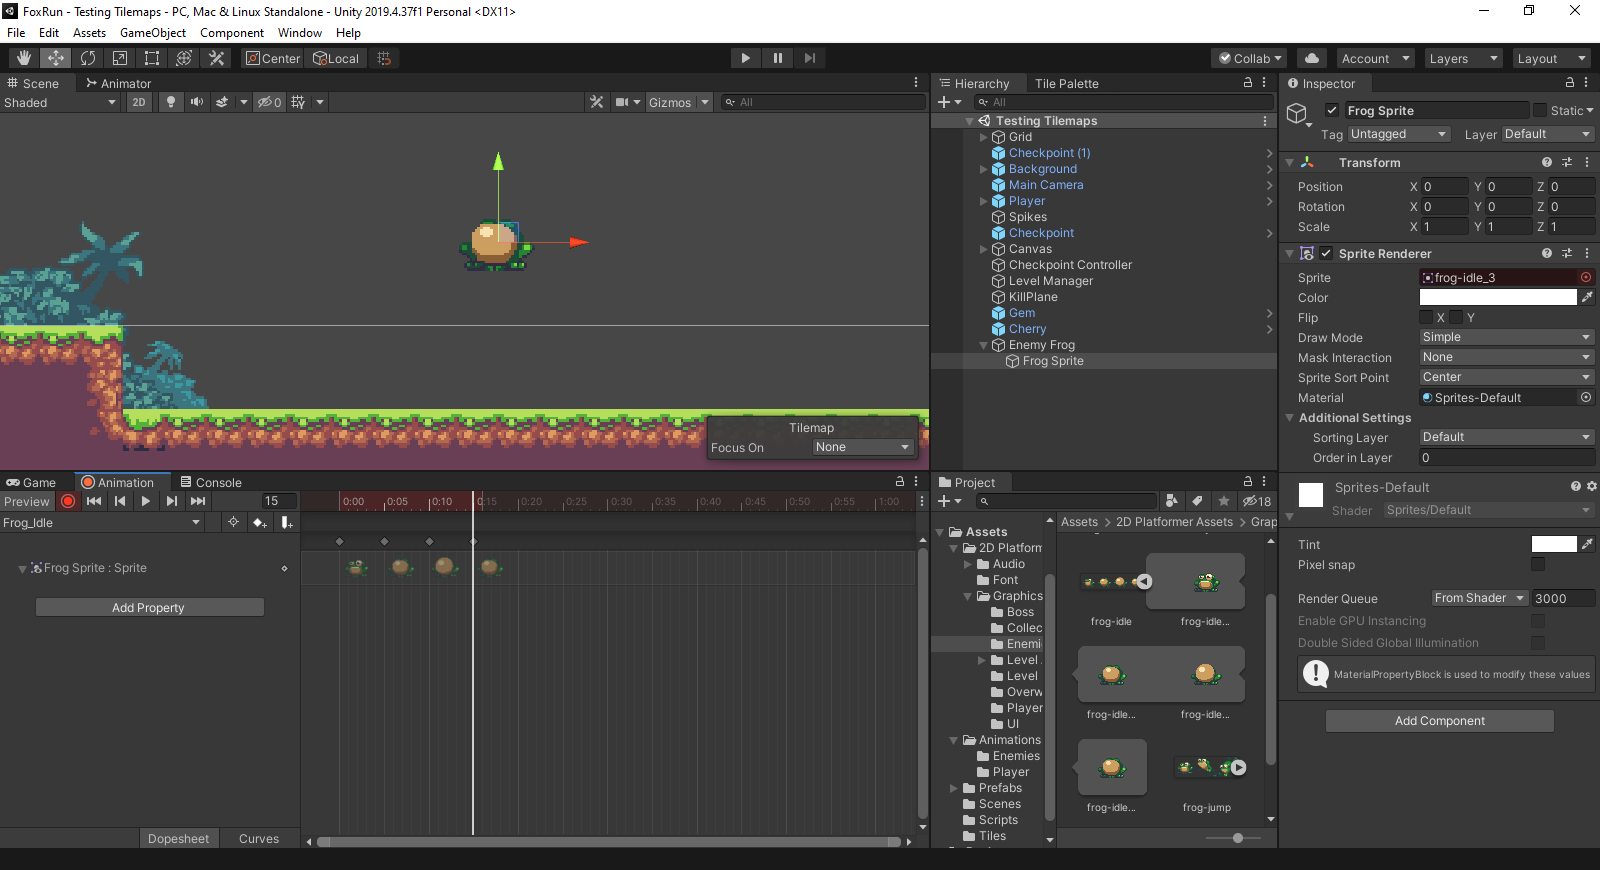 FoxRun - Testing Tilemaps - PC, Mac & Linux Standalone - Unity 2019.4.37f1 Personal <DX11>
File Edit Assets GameObject Component Window Help
Center Local Collab Account Layers Layout
Scene Animator
Shaded 2D 0 Gizmos All
Tilemap
Focus On None
Hierarchy Tile Palette
All
Testing Tilemaps
Grid
Checkpoint (1)
Background
Main Camera
Player
Spikes
Checkpoint
Canvas
Checkpoint Controller
Level Manager
KillPlane
Gem
Cherry
Enemy Frog
Frog Sprite
Inspector
Frog Sprite Static
Tag Untagged Layer Default
Transform
Position X 0 Y 0 Z 0
Rotation X 0 Y 0 Z 0
Scale X 1 Y 1 Z 1
Sprite Renderer
Sprite frog-idle_3
Color
Flip X Y
Draw Mode Simple
Mask Interaction None
Sprite Sort Point Center
Material Sprites-Default
Additional Settings
Sorting Layer Default
Order in Layer 0
Sprites-Default
Shader Sprites/Default
Tint
Pixel snap
Render Queue From Shader 3000
Enable GPU Instancing
Double Sided Global Illumination
MaterialPropertyBlock is used to modify these values
Add Component
Game Animation Console
Preview 15 0:00 0:05 0:10 0:15 0:20 0:25 0:30 0:35 0:40 0:45 0:50 0:55 1:00
Frog_Idle
Frog Sprite : Sprite
Add Property
Dopesheet Curves
Project
18
Assets
2D Platform
Audio
Font
Graphics
Boss
Collec
Enemi
Level
Level
Overw
Player
UI
Animations
Enemies
Player
Prefabs
Scenes
Scripts
Tiles
Assets > 2D Platformer Assets > Grap
frog-idle
frog-idle...
frog-idle...
frog-idle...
frog-idle...
frog-jump